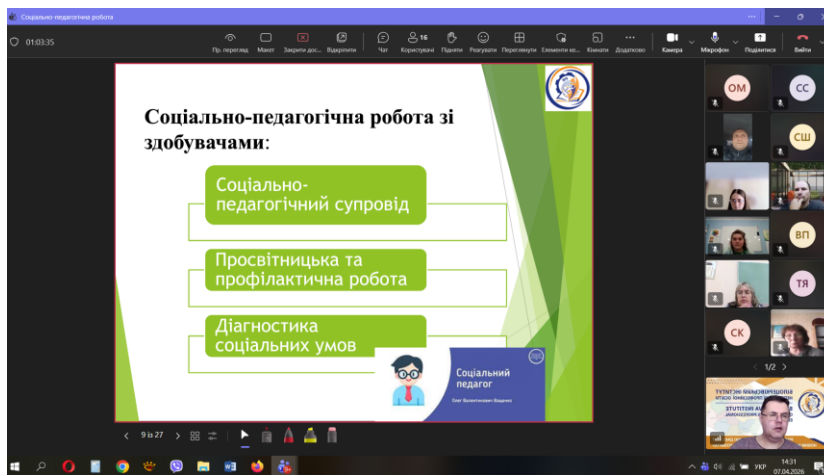 Соціально-педагогічна робота
01:03:35
Пр. перегляд
Макет
Закрити дос...
Відкріпити
Чат
16
Користувачі
Підняти
Реагувати
Переглянути
Елементи ке...
Кімнати
Додатково
Камера
Мікрофон
Поділитися
Вийти
Соціально-педагогічна робота зі
здобувачами:
Соціально-
педагогічний супровід
Просвітницька та
профілактична робота
Діагностика
соціальних умов
Соціальний
педагог
ОМ
СС
СШ
ВП
ТЯ
СК
1/2
9 із 27
УКР
14:31
07.04.2026